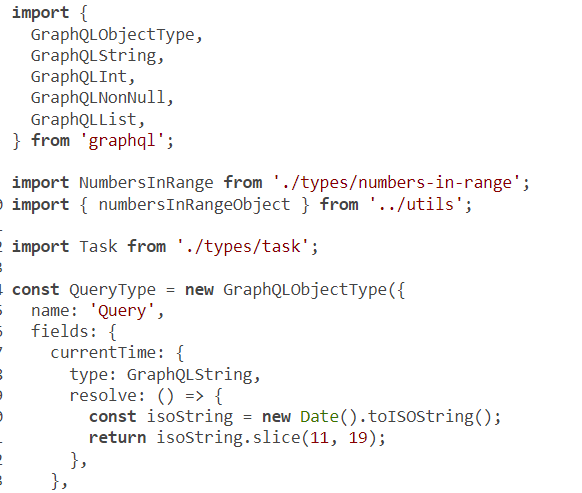 import {
  GraphQLObjectType,
  GraphQLString,
  GraphQLInt,
  GraphQLNonNull,
  GraphQLList,
} from 'graphql';

import NumbersInRange from './types/numbers-in-range';
import { numbersInRangeObject } from '../utils';

import Task from './types/task';

const QueryType = new GraphQLObjectType({
  name: 'Query',
  fields: {
    currentTime: {
      type: GraphQLString,
      resolve: () => {
        const isoString = new Date().toISOString();
        return isoString.slice(11, 19);
      },
    },